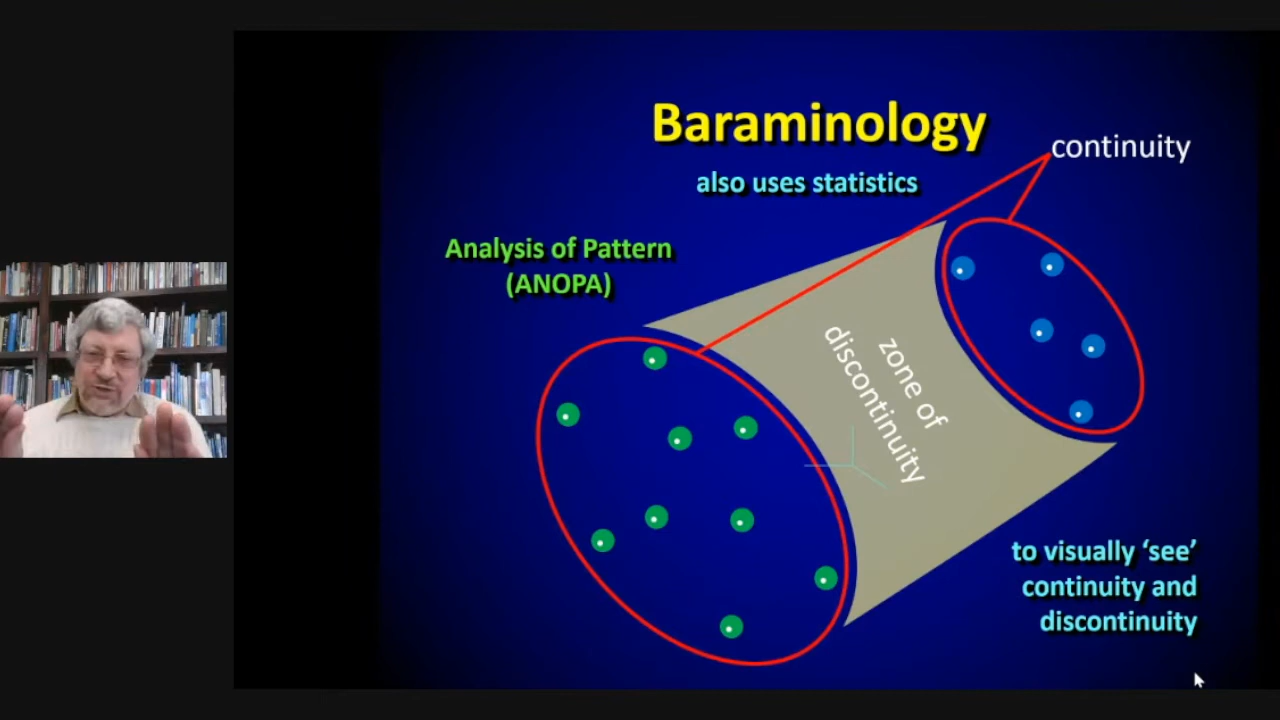 Baraminology
continuity
also uses statistics
Analysis of Pattern
(ANOPA)
zone of
discontinuity
to visually ‘see’
continuity and
discontinuity